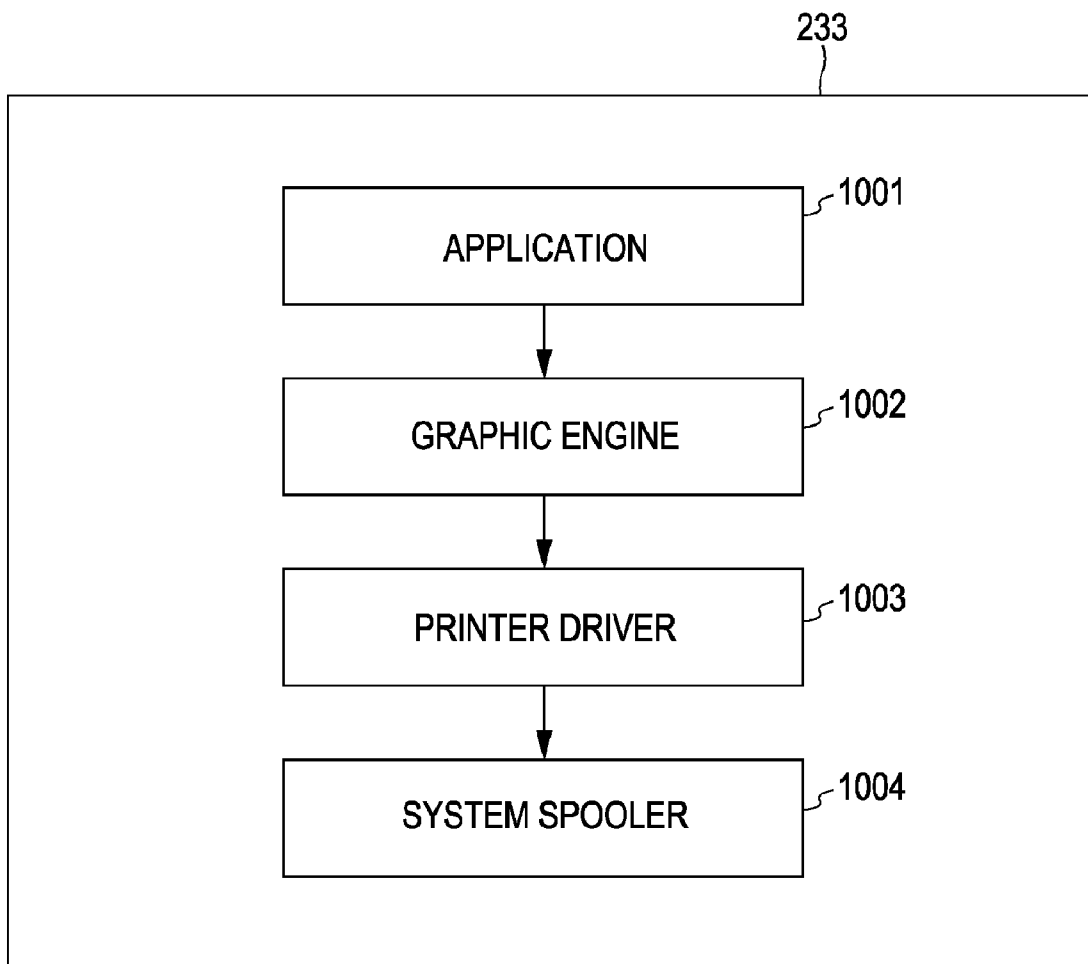 233
1001
APPLICATION
1002
GRAPHIC ENGINE
1003
PRINTER DRIVER
1004
SYSTEM SPOOLER